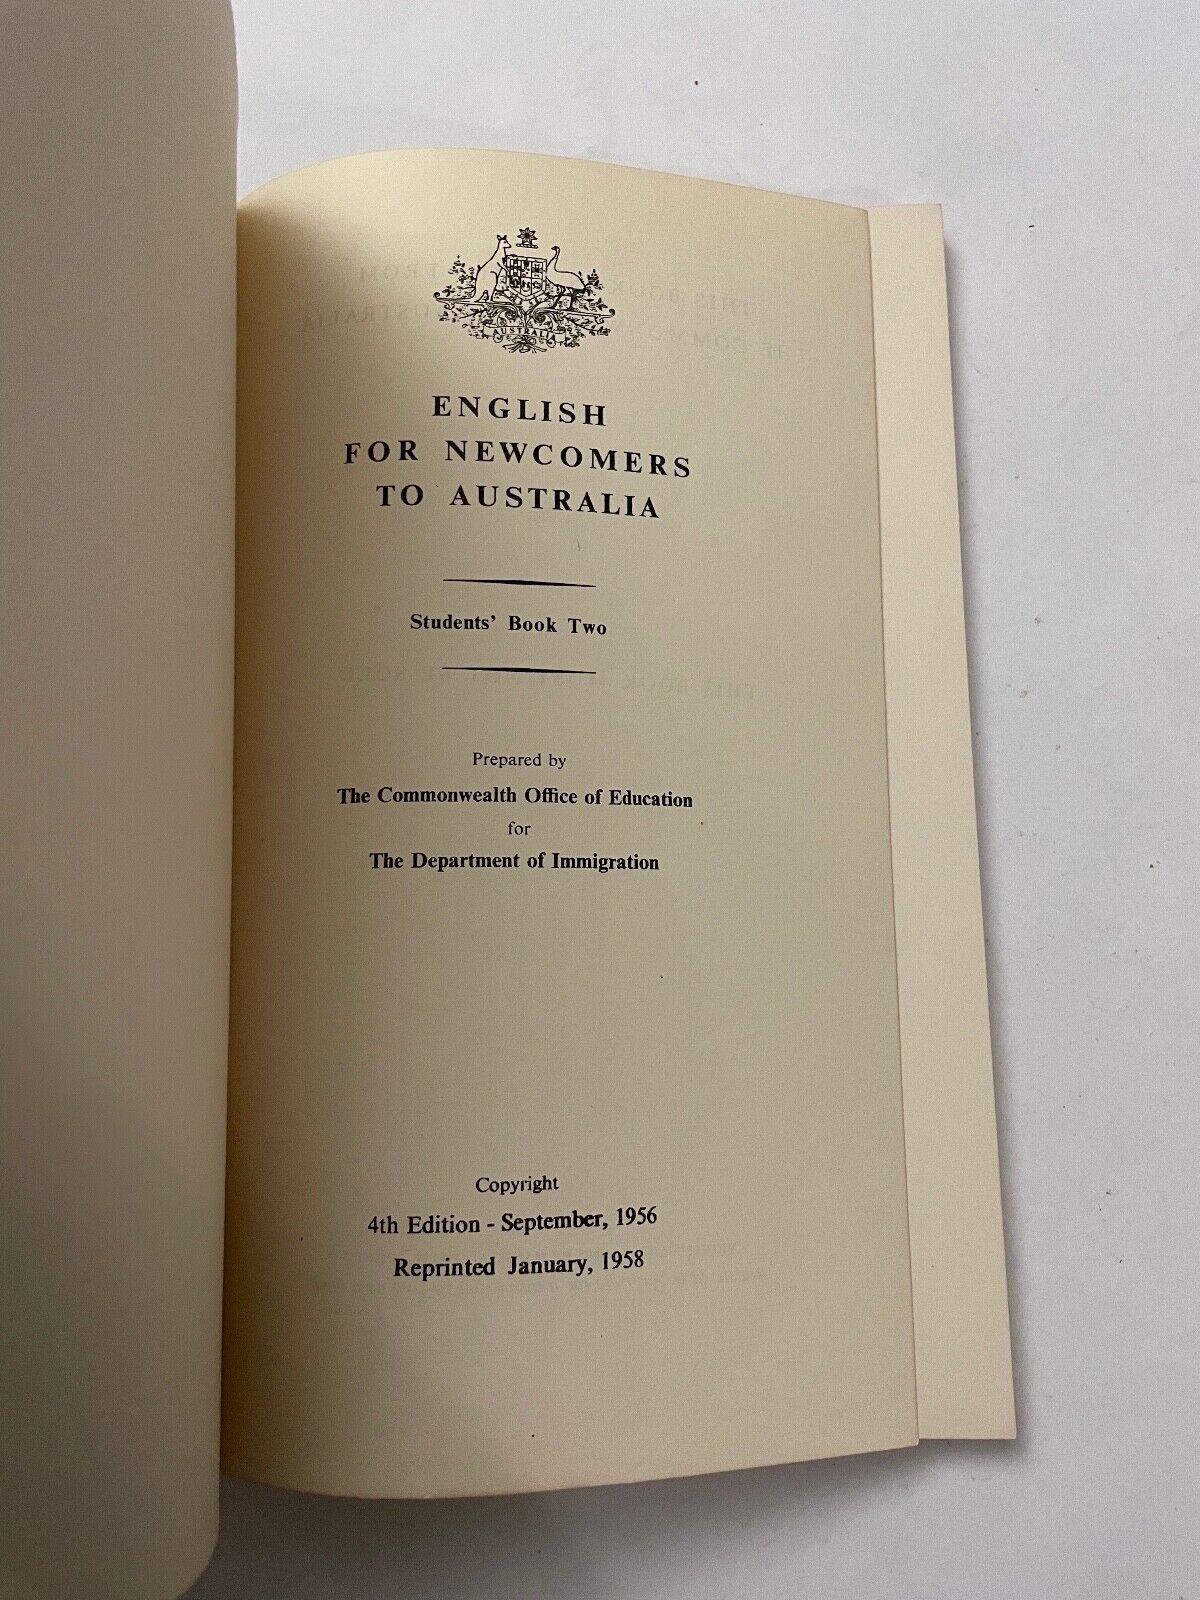 AUSTRALIA
ENGLISH
FOR NEWCOMERS
TO AUSTRALIA
Students' Book Two
Prepared by
The Commonwealth Office of Education
for
The Department of Immigration
Copyright
4th Edition - September, 1956
Reprinted January, 1958